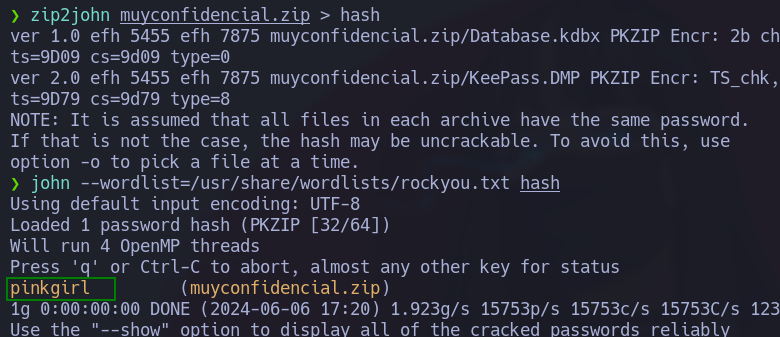 ❯ zip2john muyconfidencial.zip > hash
ver 1.0 efh 5455 efh 7875 muyconfidencial.zip/Database.kdbx PKZIP Encr: 2b ch
ts=9D09 cs=9d09 type=0
ver 2.0 efh 5455 efh 7875 muyconfidencial.zip/KeePass.DMP PKZIP Encr: TS_chk,
ts=9D79 cs=9d79 type=8
NOTE: It is assumed that all files in each archive have the same password.
If that is not the case, the hash may be uncrackable. To avoid this, use
option -o to pick a file at a time.
❯ john --wordlist=/usr/share/wordlists/rockyou.txt hash
Using default input encoding: UTF-8
Loaded 1 password hash (PKZIP [32/64])
Will run 4 OpenMP threads
Press 'q' or Ctrl-C to abort, almost any other key for status
pinkgirl         (muyconfidencial.zip)
1g 0:00:00:00 DONE (2024-06-06 17:20) 1.923g/s 15753p/s 15753c/s 15753C/s 123
Use the "--show" option to display all of the cracked passwords reliably